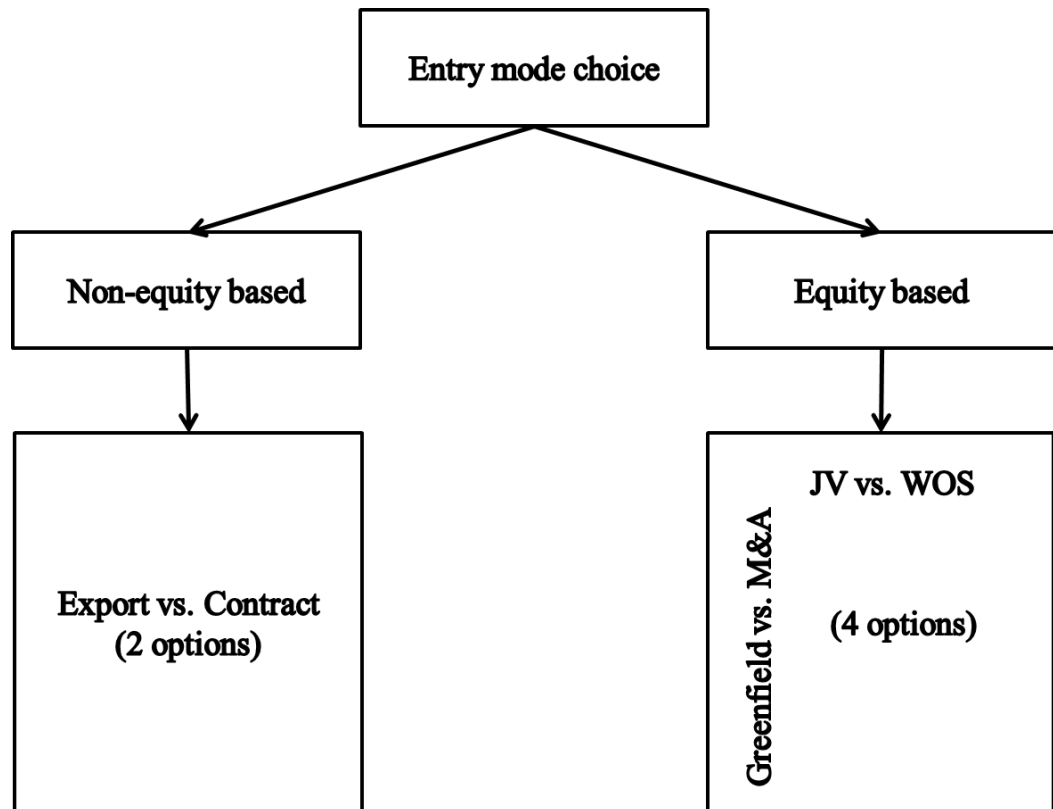 Entry mode choice
Non-equity based
Equity based
Export vs. Contract
(2 options)
JV vs. WOS
Greenfield vs. M&A
(4 options)